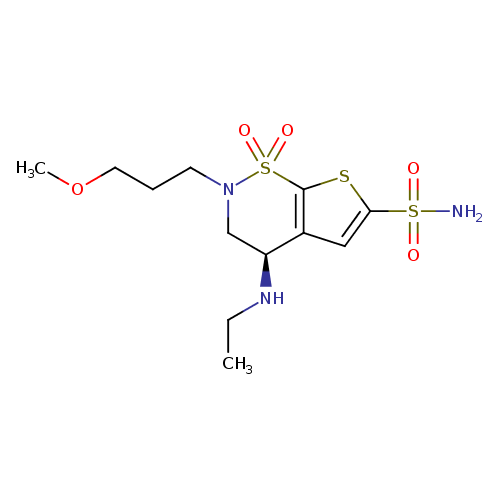 O O
S S O
H₃C O N S NH₂
O
NH
CH₃